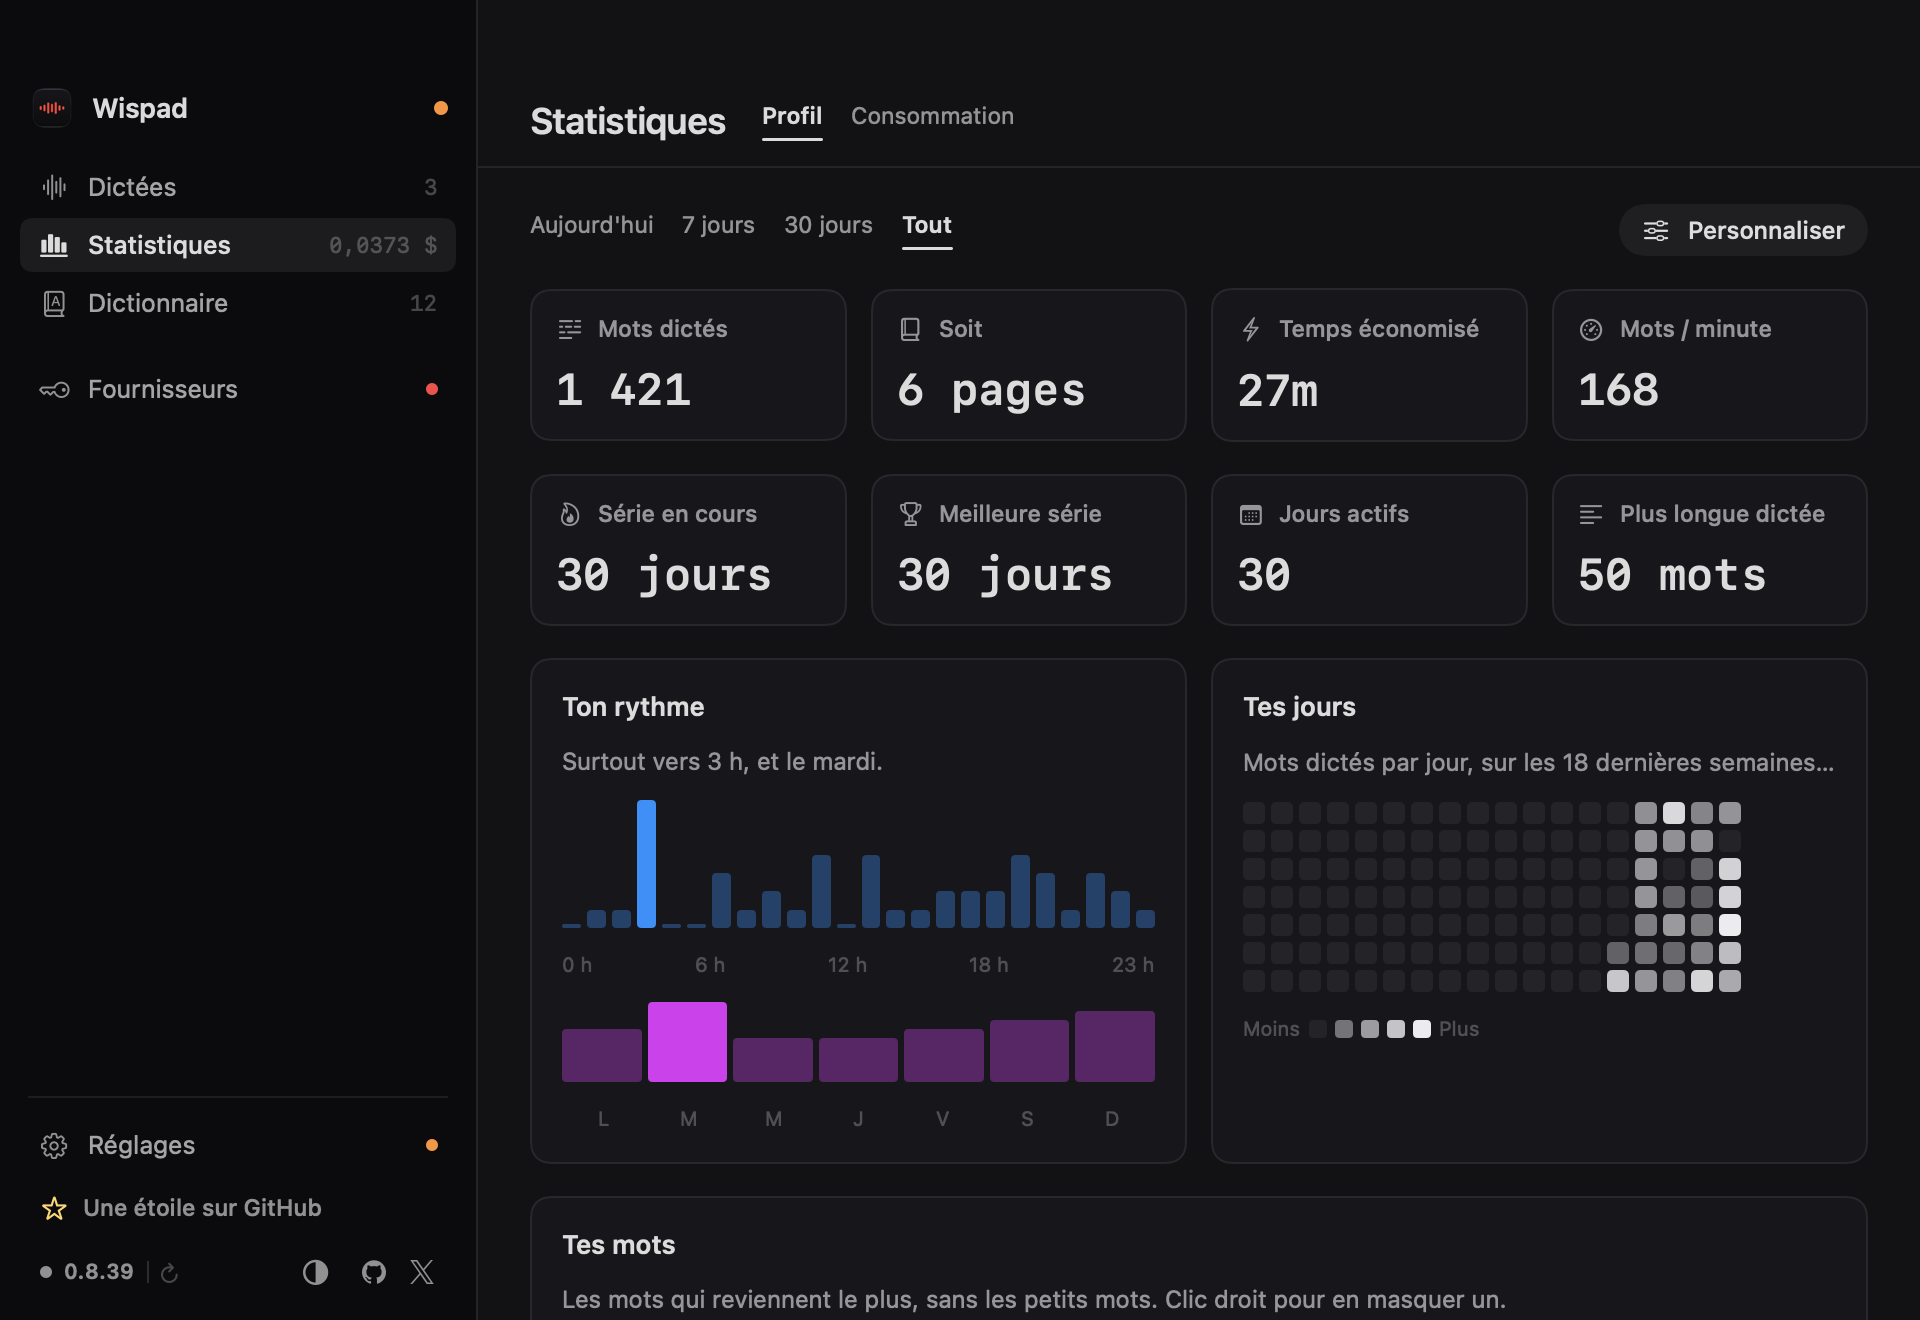 Wispad
Dictées 3
Statistiques 0,0373 $
Dictionnaire 12
Fournisseurs
Réglages
Une étoile sur GitHub
0.8.39
Statistiques Profil Consommation
Aujourd'hui 7 jours 30 jours Tout Personnaliser
Mots dictés
1 421
Soit
6 pages
Temps économisé
27m
Mots / minute
168
Série en cours
30 jours
Meilleure série
30 jours
Jours actifs
30
Plus longue dictée
50 mots
Ton rythme
Surtout vers 3 h, et le mardi.
0 h 6 h 12 h 18 h 23 h
L M M J V S D
Tes jours
Mots dictés par jour, sur les 18 dernières semaines...
Moins Plus
Tes mots
Les mots qui reviennent le plus, sans les petits mots. Clic droit pour en masquer un.